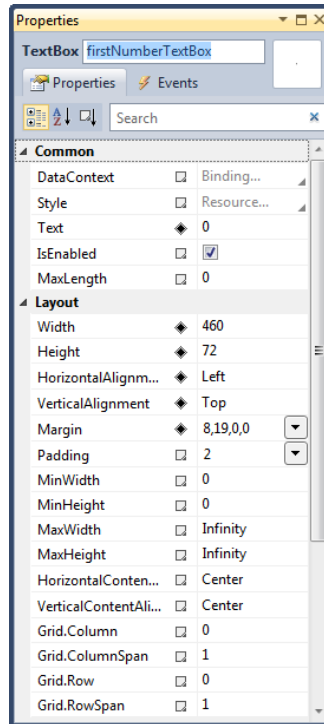 Properties
TextBox firstNumberTextBox
Properties Events
Search
Common
DataContext Binding...
Style Resource...
Text 0
IsEnabled
MaxLength 0
Layout
Width 460
Height 72
HorizontalAlignm... Left
VerticalAlignment Top
Margin 8,19,0,0
Padding 2
MinWidth 0
MinHeight 0
MaxWidth Infinity
MaxHeight Infinity
HorizontalConten... Center
VerticalContentAli... Center
Grid.Column 0
Grid.ColumnSpan 1
Grid.Row 0
Grid.RowSpan 1